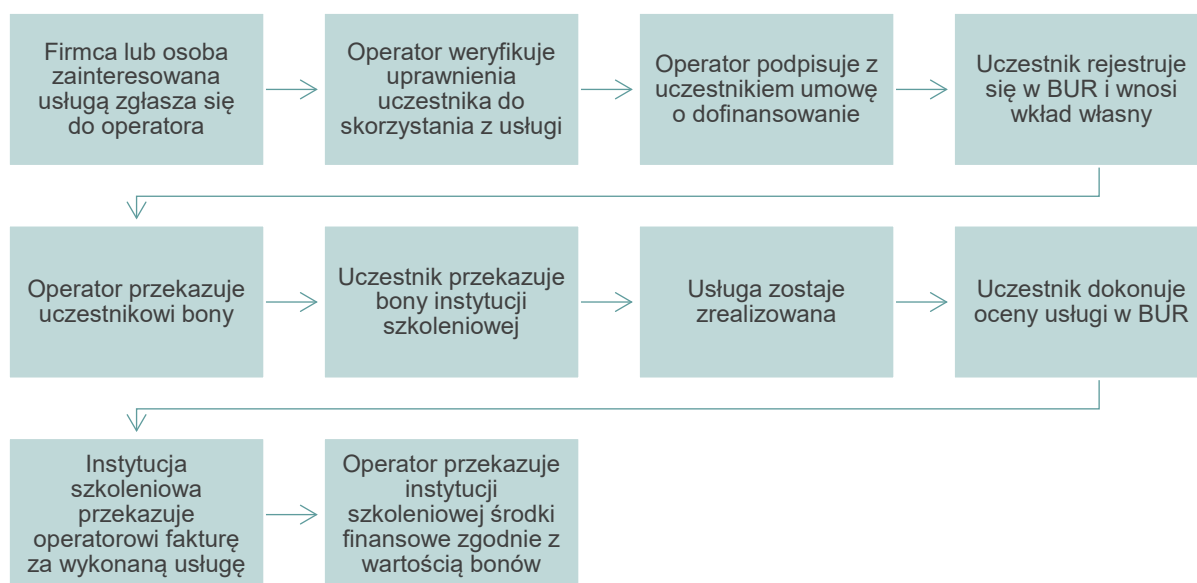 Firmca lub osoba
zainteresowana
usługą zgłasza się
do operatora
Operator weryfikuje
uprawnienia
uczestnika do
skorzystania z usługi
Operator podpisuje z
uczestnikiem umowę
o dofinansowanie
Uczestnik rejestruje
się w BUR i wnosi
wkład własny
Operator przekazuje
uczestnikowi bony
Uczestnik przekazuje
bony instytucji
szkoleniowej
Usługa zostaje
zrealizowana
Uczestnik dokonuje
oceny usługi w BUR
Instytucja
szkoleniowa
przekazuje
operatorowi fakturę
za wykonaną usługę
Operator przekazuje
instytucji
szkoleniowej środki
finansowe zgodnie z
wartością bonów